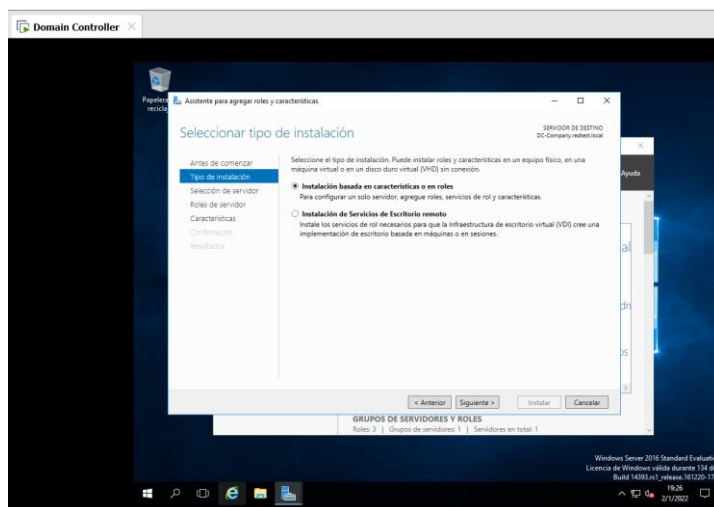 Domain Controller
Papelera
recicla
Asistente para agregar roles y características
Seleccionar tipo de instalación
SERVIDOR DE DESTINO
DC-Company.redtent.local
Antes de comenzar
Tipo de instalación
Selección de servidor
Roles de servidor
Características
Confirmación
Resultados
Seleccione el tipo de instalación. Puede instalar roles y características en un equipo físico, en una
máquina virtual o en un disco duro virtual (VHD) sin conexión.
Instalación basada en características o en roles
Para configurar un solo servidor, agregue roles, servicios de rol y características.
Instalación de Servicios de Escritorio remoto
Instale los servicios de rol necesarios para que la Infraestructura de escritorio virtual (VDI) cree una
implementación de escritorio basada en máquinas o en sesiones.
Ayuda
al
dn
os
< Anterior
Siguiente >
Instalar
Cancelar
GRUPOS DE SERVIDORES Y ROLES
Roles: 3 | Grupos de servidores: 1 | Servidores en total: 1
Windows Server 2016 Standard Evaluati
Licencia de Windows válida durante 134 dí
Build 14393.rs1_release.161220-17
19:26
2/1/2022